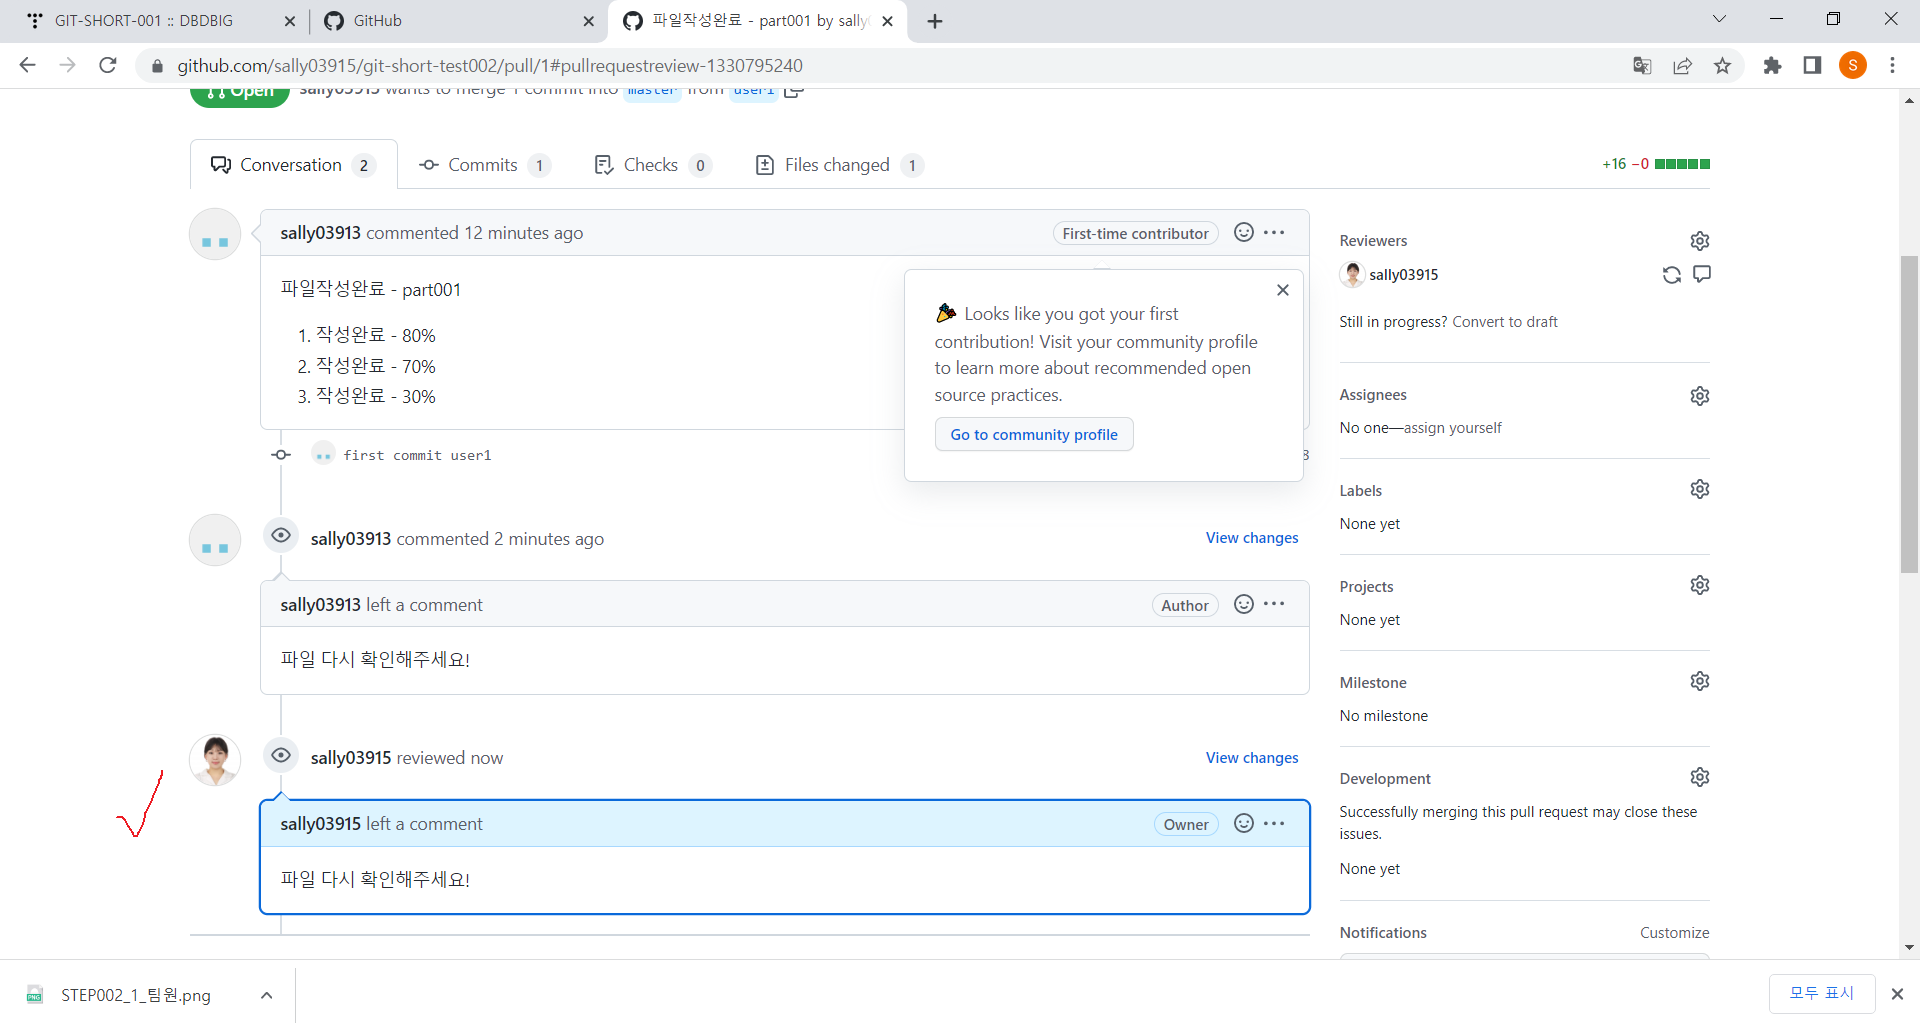 GIT-SHORT-001 :: DBDBIG
GitHub
파일작성완료 - part001 by sally0
github.com/sally03915/git-short-test002/pull/1#pullrequestreview-1330795240
S
Open
sally03913 wants to merge 1 commit into master from user1
Conversation 2
Commits 1
Checks 0
Files changed 1
+16 −0
sally03913 commented 12 minutes ago
First-time contributor
파일작성완료 - part001
1. 작성완료 - 80%
2. 작성완료 - 70%
3. 작성완료 - 30%
Looks like you got your first
contribution! Visit your community profile
to learn more about recommended open
source practices.
Go to community profile
first commit user1
8
sally03913 commented 2 minutes ago
View changes
sally03913 left a comment
Author
파일 다시 확인해주세요!
sally03915 reviewed now
View changes
sally03915 left a comment
Owner
파일 다시 확인해주세요!
Reviewers
sally03915
Still in progress? Convert to draft
Assignees
No one—assign yourself
Labels
None yet
Projects
None yet
Milestone
No milestone
Development
Successfully merging this pull request may close these
issues.
None yet
Notifications
Customize
PNG
STEP002_1_팀원.png
모두 표시